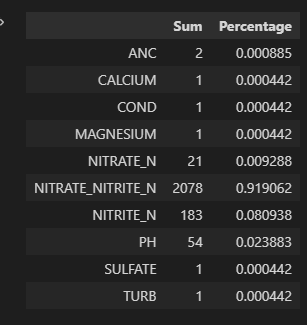 Sum Percentage
ANC 2 0.000885
CALCIUM 1 0.000442
COND 1 0.000442
MAGNESIUM 1 0.000442
NITRATE_N 21 0.009288
NITRATE_NITRITE_N 2078 0.919062
NITRITE_N 183 0.080938
PH 54 0.023883
SULFATE 1 0.000442
TURB 1 0.000442